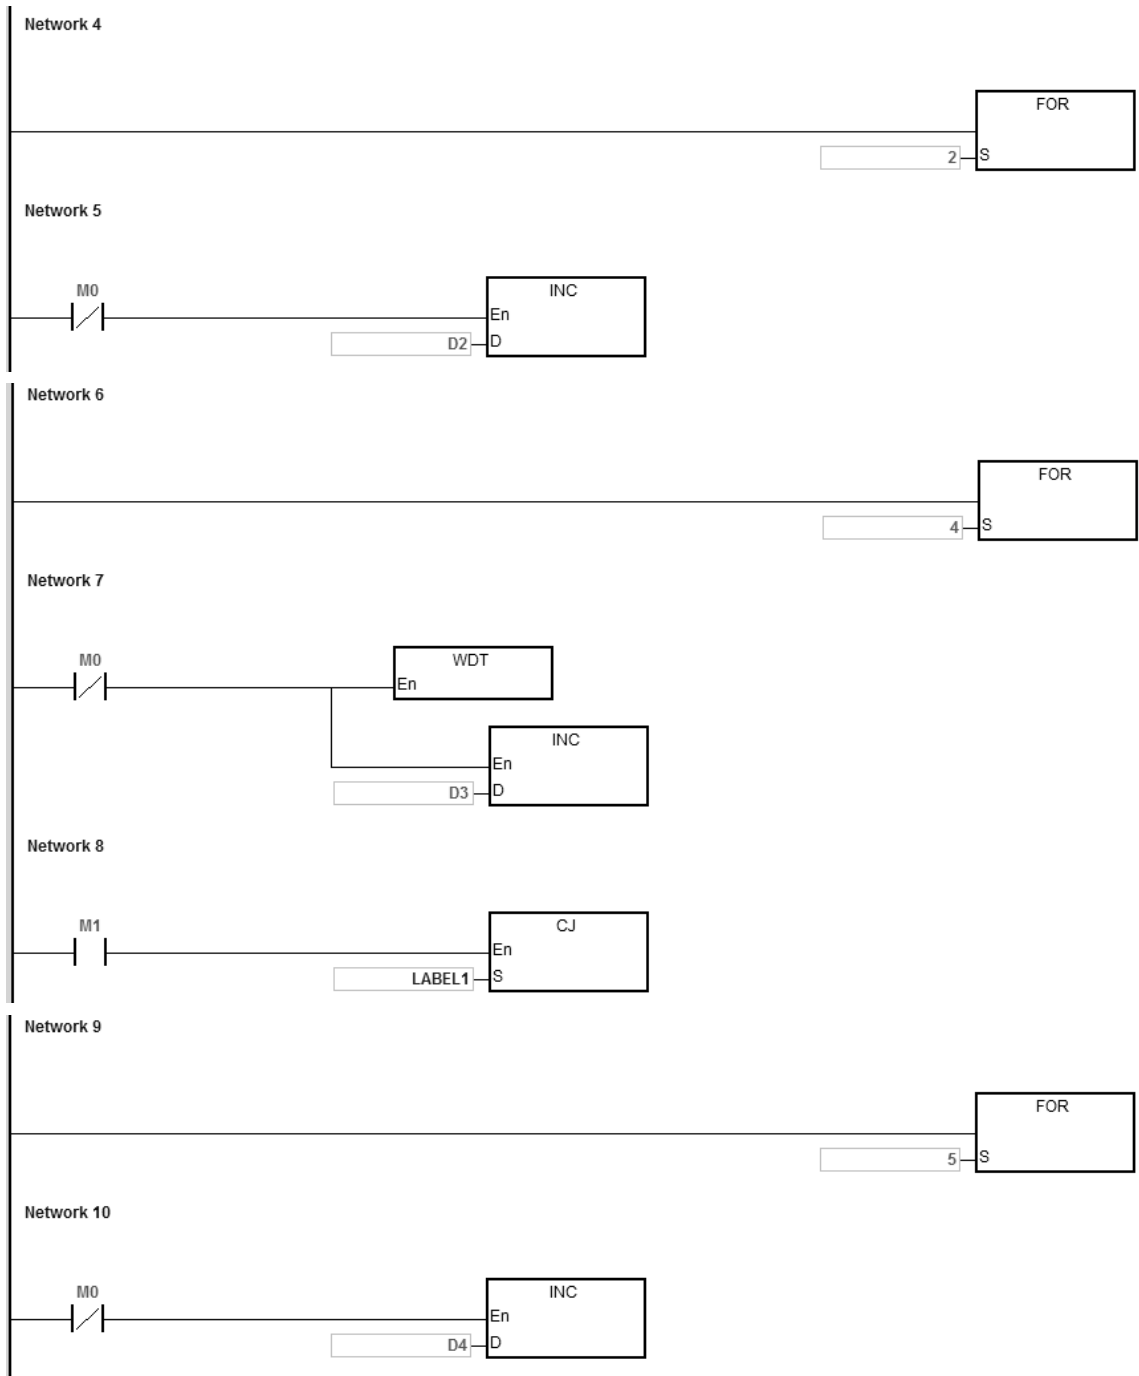 Network 4
FOR
2 S
Network 5
M0 INC
En
D2 D
Network 6
FOR
4 S
Network 7
M0 WDT
En
INC
En
D3 D
Network 8
M1 CJ
En
LABEL1 S
Network 9
FOR
5 S
Network 10
M0 INC
En
D4 D